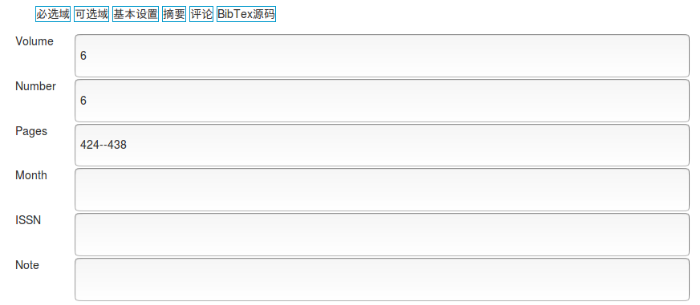 必选域 可选域 基本设置 摘要 评论 BibTex源码
Volume 6
Number 6
Pages 424--438
Month
ISSN
Note